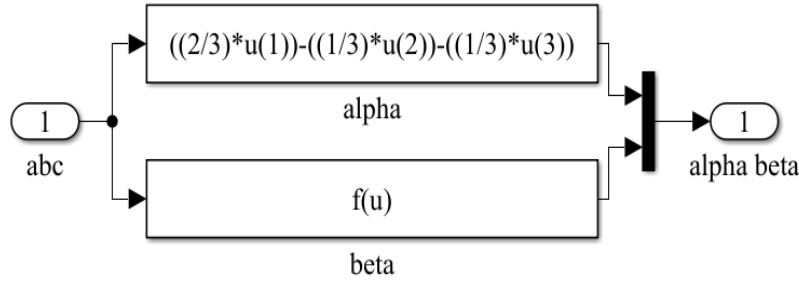 ((2/3)*u(1))-((1/3)*u(2))-((1/3)*u(3))
alpha
1
abc
1
alpha beta
f(u)
beta